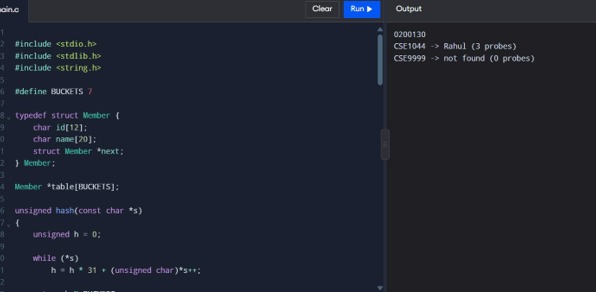 main.c
Clear
Run
Output
#include <stdio.h>
#include <stdlib.h>
#include <string.h>
#define BUCKETS 7
typedef struct Member {
char id[12];
char name[20];
struct Member *next;
} Member;
Member *table[BUCKETS];
unsigned hash(const char *s)
{
unsigned h = 0;
while (*s)
h = h * 31 + (unsigned char)*s++;
0200130
CSE1044 -> Rahul (3 probes)
CSE9999 -> not found (0 probes)